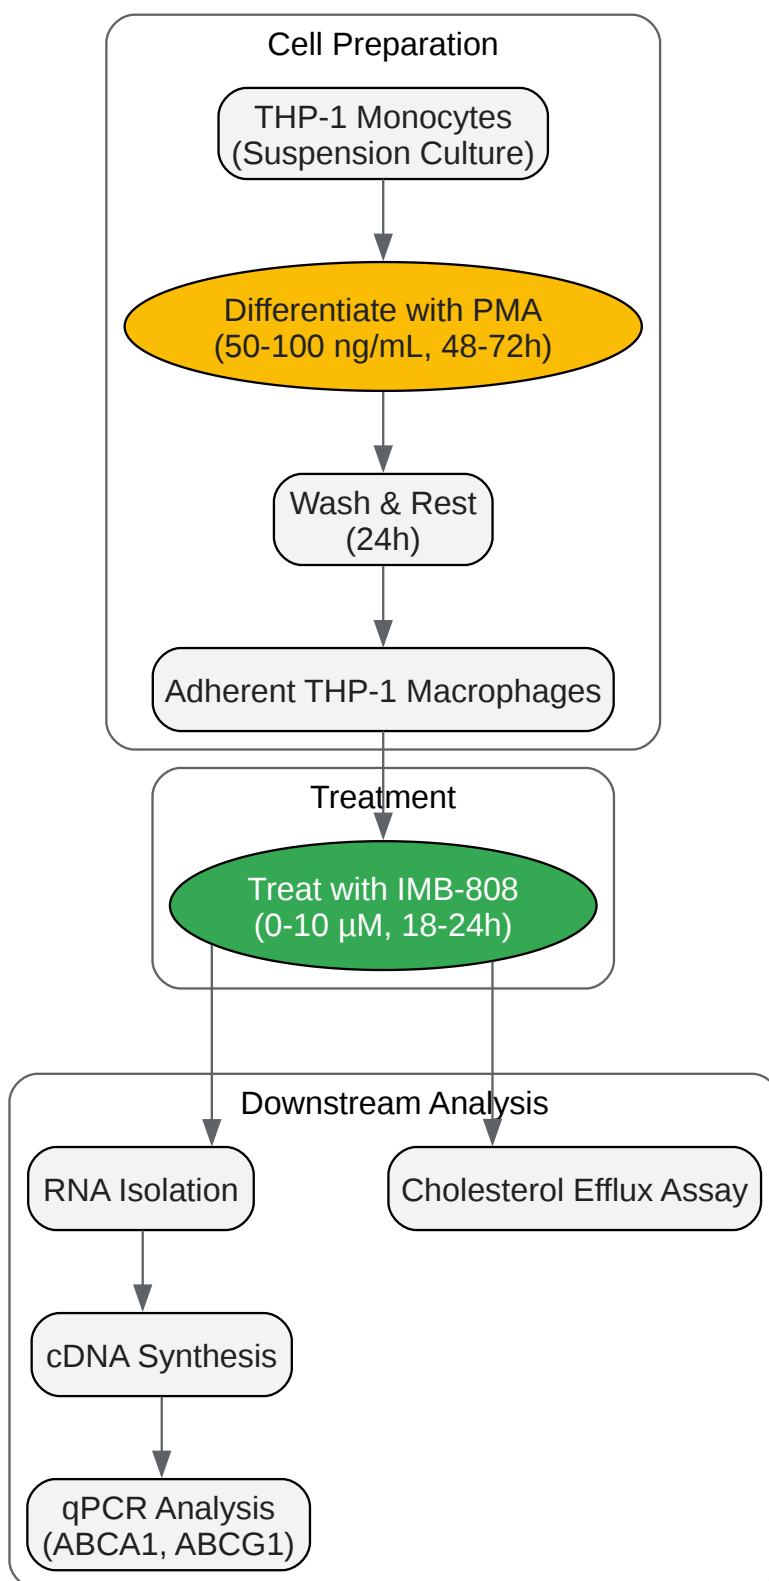 Cell Preparation
THP-1 Monocytes
(Suspension Culture)
Differentiate with PMA
(50-100 ng/mL, 48-72h)
Wash & Rest
(24h)
Adherent THP-1 Macrophages
Treatment
Treat with IMB-808
(0-10 µM, 18-24h)
Downstream Analysis
RNA Isolation
Cholesterol Efflux Assay
cDNA Synthesis
qPCR Analysis
(ABCA1, ABCG1)